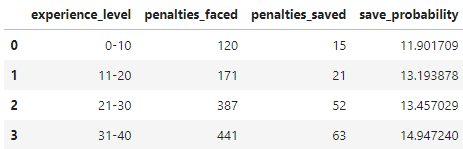 experience_level penalties_faced penalties_saved save_probability
0 0-10 120 15 11.901709
1 11-20 171 21 13.193878
2 21-30 387 52 13.457029
3 31-40 441 63 14.947240